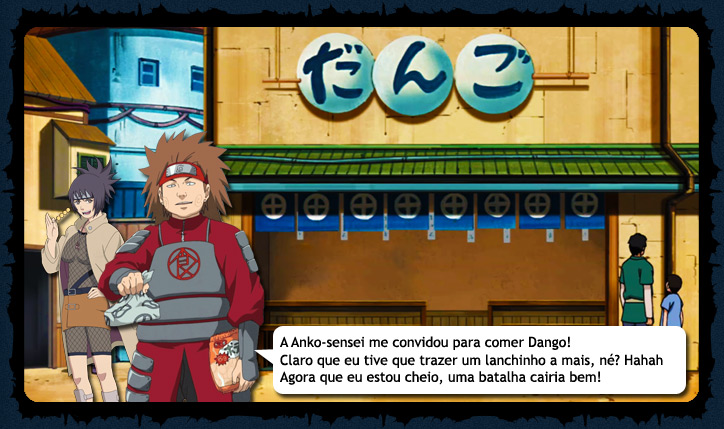 だんご
A Anko-sensei me convidou para comer Dango!
Claro que eu tive que trazer um lanchinho a mais, né? Hahah
Agora que eu estou cheio, uma batalha cairia bem!